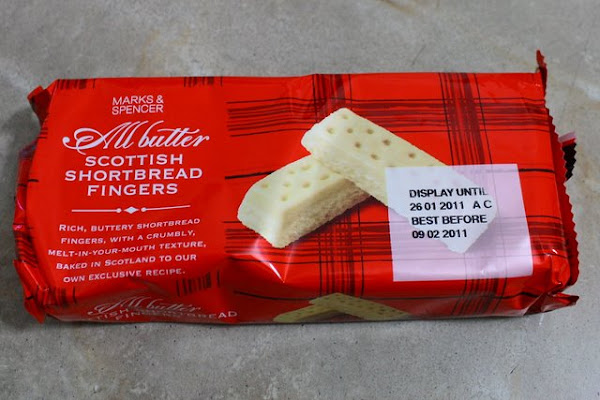 MARKS &
SPENCER
All butter
SCOTTISH
SHORTBREAD
FINGERS
RICH, BUTTERY SHORTBREAD
FINGERS, WITH A CRUMBLY,
MELT-IN-YOUR-MOUTH TEXTURE,
BAKED IN SCOTLAND TO OUR
OWN EXCLUSIVE RECIPE.
DISPLAY UNTIL
26 01 2011 A C
BEST BEFORE
09 02 2011
All butter
SHORTBREAD